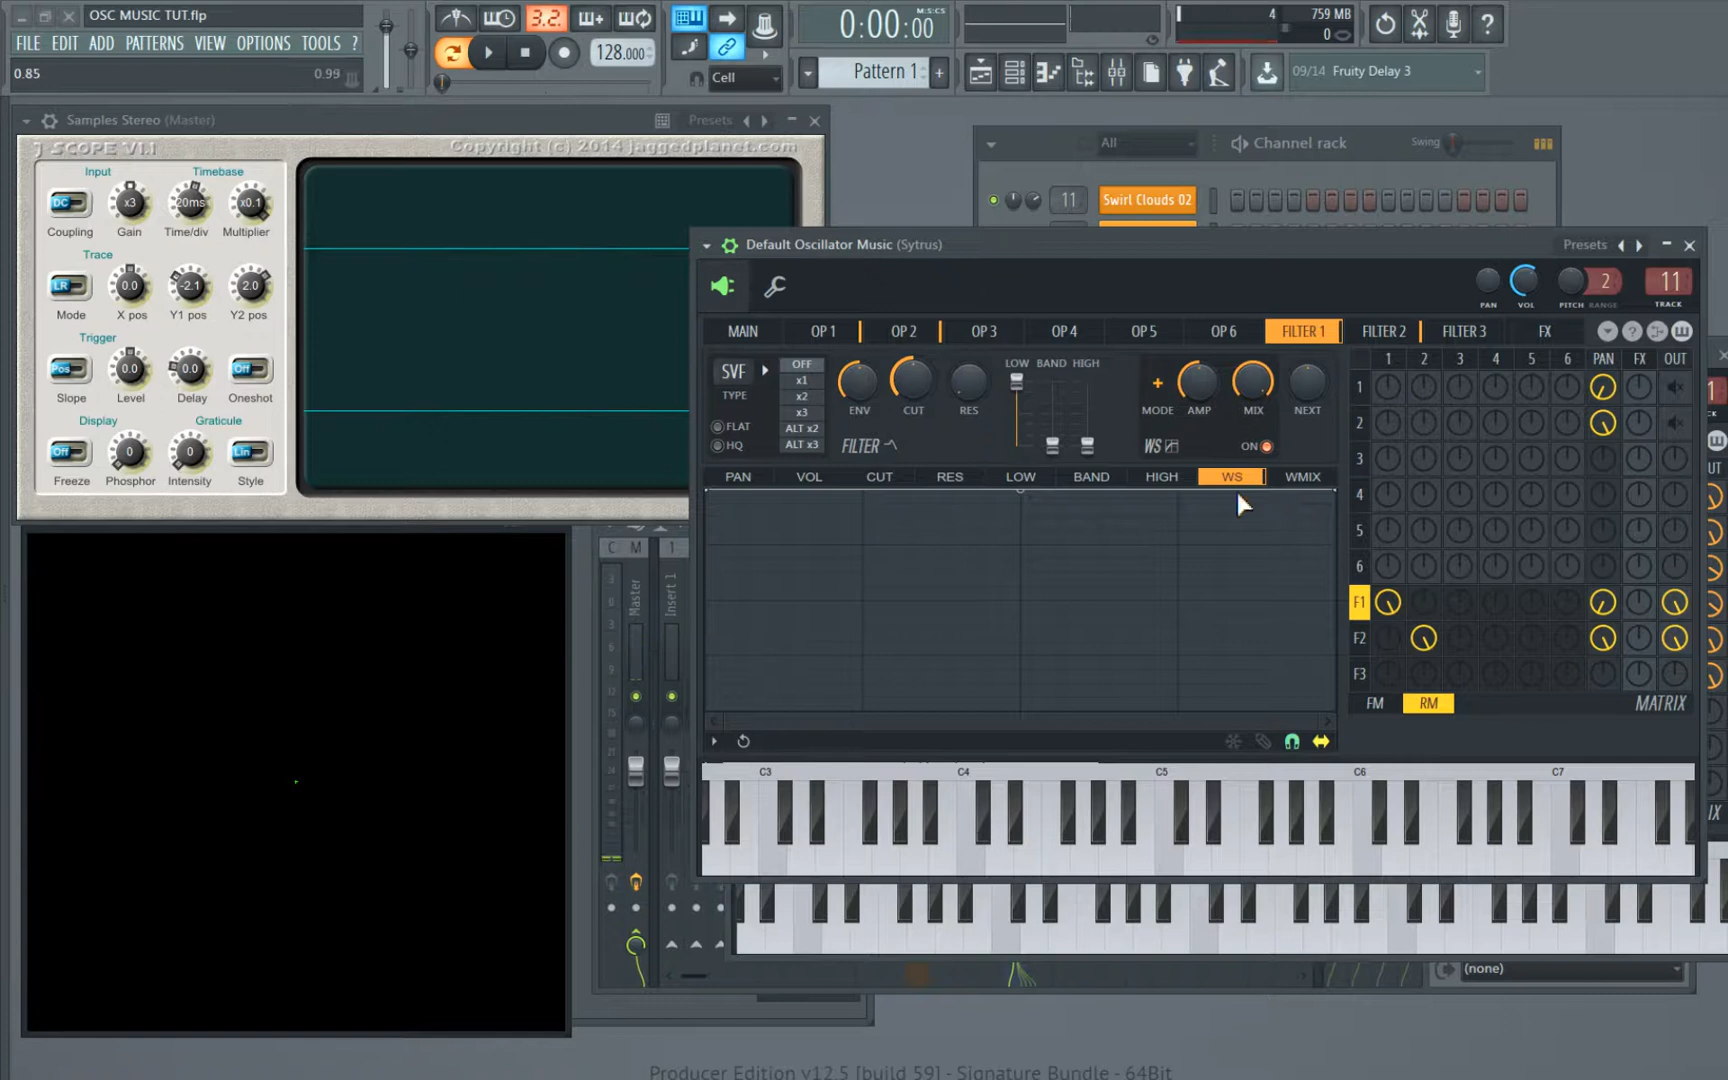 OSC MUSIC TUT.flp
FILE EDIT ADD PATTERNS VIEW OPTIONS TOOLS ?
0.85 0.99
3.2.
128.000
Cell
0:00:00
M:S:CS
Pattern 1
4 759 MB
0
09/14 Fruity Delay 3
Samples Stereo (Master) Presets
J-SCOPE V1.1 Copyright (c) 2014 jaggedplanet.com
Input Timebase
DC x3 20ms x0.1
Coupling Gain Time/div Multiplier
Trace
LR 0.0 -2.1 2.0
Mode X pos Y1 pos Y2 pos
Trigger
Pos 0.0 0.0 Off
Slope Level Delay Oneshot
Display Graticule
Off 0 0 Lin
Freeze Phosphor Intensity Style
All Channel rack Swing
11 Swirl Clouds 02
Default Oscillator Music (Sytrus) Presets
2 11
PAN VOL PITCH RANGE TRACK
MAIN OP 1 OP 2 OP 3 OP 4 OP 5 OP 6 FILTER 1 FILTER 2 FILTER 3 FX
SVF
TYPE
OFF
x1
x2
x3
ALT x2
ALT x3
FLAT
HQ
ENV CUT RES
FILTER
LOW BAND HIGH
MODE AMP MIX NEXT
WS ON
PAN VOL CUT RES LOW BAND HIGH WS WMIX
1 2 3 4 5 6 PAN FX OUT
1
2
3
4
5
6
F1
F2
F3
FM RM MATRIX
C3 C4 C5 C6 C7
C M 1
Master
Insert 1
(none)
Producer Edition v12.5 [build 59] - Signature Bundle - 64Bit